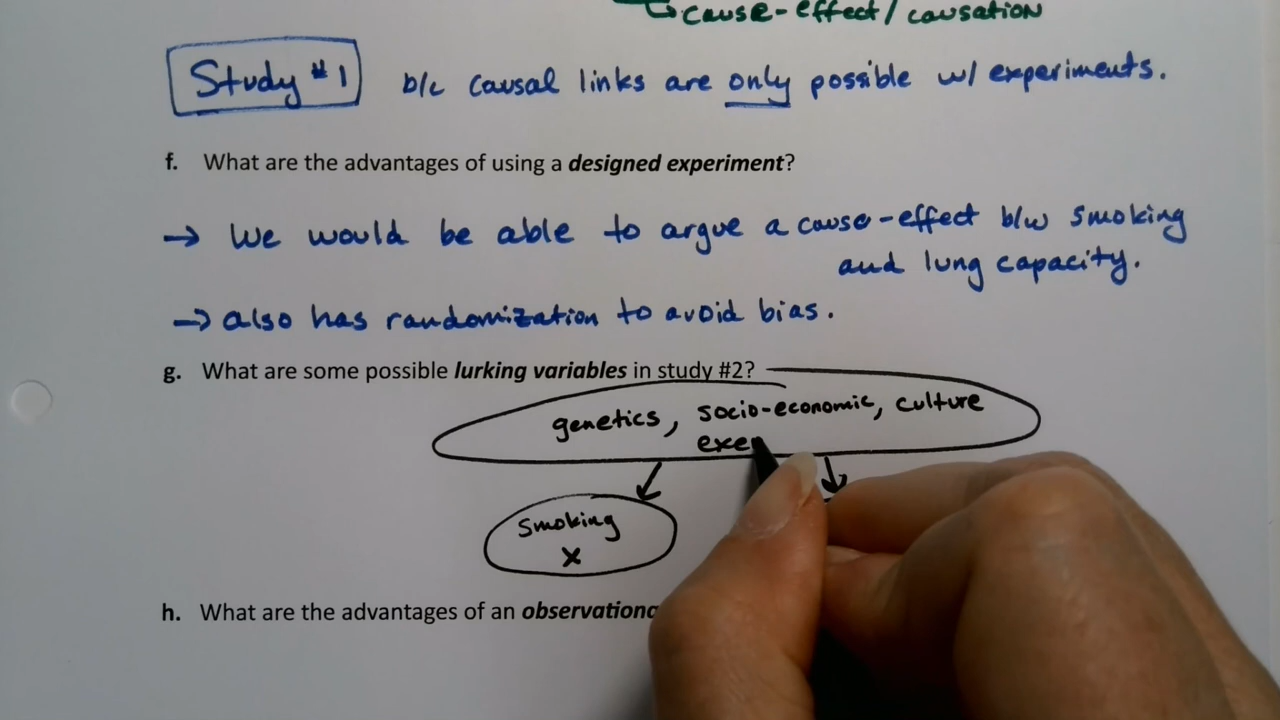 cause-effect / causation
Study #1 b/c causal links are only possible w/ experiments.
f. What are the advantages of using a designed experiment?
→ We would be able to argue a cause-effect b/w smoking
and lung capacity.
→ also has randomization to avoid bias.
g. What are some possible lurking variables in study #2?
genetics, socio-economic, culture
exer
smoking
x
h. What are the advantages of an observationa